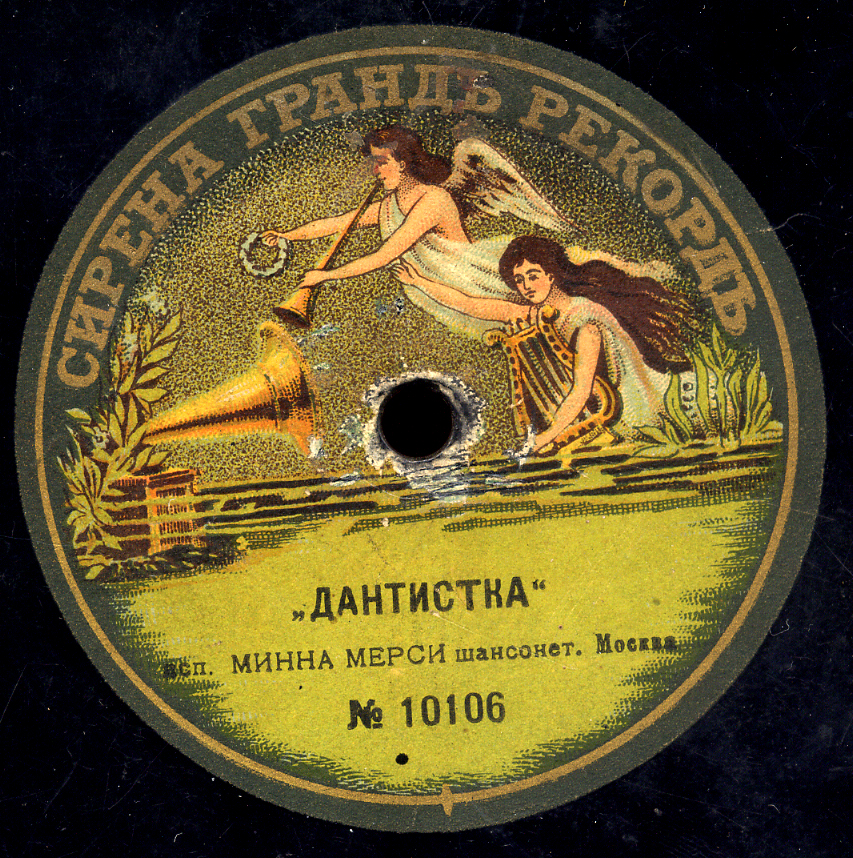 СИРЕНА ГРАНДЪ РЕКОРДЪ
„ДАНТИСТКА“
исп. МИННА МЕРСИ шансонет. Москва
№ 10106